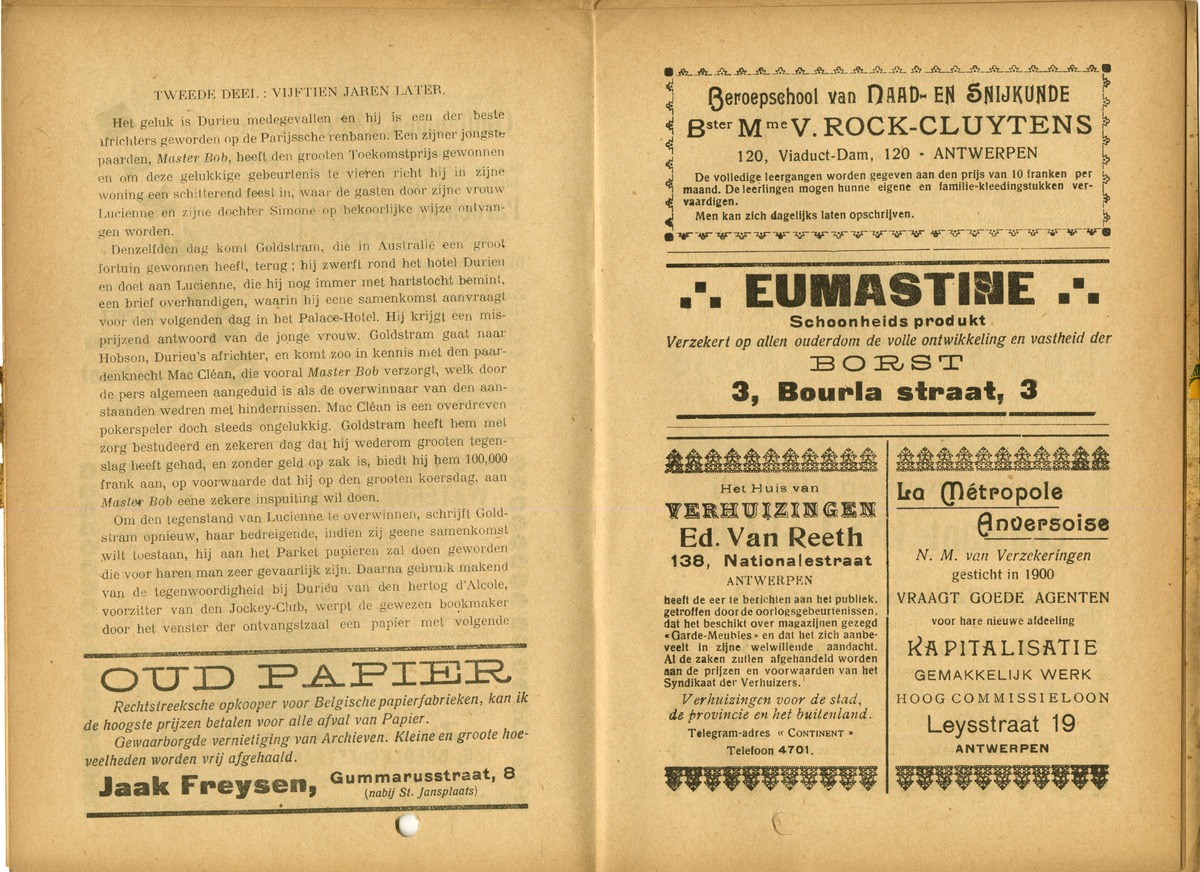 TWEEDE DEEL : VIJFTIEN JAREN LATER.
Het geluk is Durieu medegevallen en hij is een der beste
africhters geworden op de Parijssche renbanen. Een zijner jongste
paarden, Master Bob, heeft den grooten Toekomstprijs gewonnen
en om deze gelukkige gebeurtenis te vieren richt hij in zijne
woning een schitterend feest in, waar de gasten door zijne vrouw
Lucienne en zijne dochter Simone op bekoorlijke wijze ontvan-
gen worden.
Denzelfden dag komt Goldstram, die in Australië een groot
fortuin gewonnen heeft, terug ; hij zwerft rond het hôtel Durieu
en doet aan Lucienne, die hij nog immer met hartstocht bemint,
een brief overhandigen, waarin hij eene samenkomst aanvraagt
voor den volgenden dag in het Palace-Hotel. Hij krijgt een mis-
prijzend antwoord van de jonge vrouw. Goldstram gaat naar
Hobson, Durieu's africhter, en komt zoo in kennis met den paar-
denknecht Mac Cléan, die vooral Master Bob verzorgt, welk door
de pers algemeen aangeduid is als de overwinnaar van den aan-
staanden wedren met hindernissen. Mac Cléan is een overdreven
pokerspeler doch steeds ongelukkig. Goldstram heeft hem met
zorg bestudeerd en zekeren dag dat hij wederom grooten tegen-
slag heeft gehad, en zonder geld op zak is, biedt hij hem 100,000
frank aan, op voorwaarde dat hij op den grooten koersdag, aan
Master Bob eene zekere inspuiting wil doen.
Om den tegenstand van Lucienne te overwinnen, schrijft Gold-
stram opnieuw, haar bedreigende, indien zij geene samenkomst
wilt toestaan, hij aan het Parket papieren zal doen geworden
die voor haren man zeer gevaarlijk zijn. Daarna gebruik makend
van de tegenwoordigheid bij Durieu van den hertog d'Alcole,
voorzitter van den Jockey-Club, werpt de gewezen bookmaker
door het venster der ontvangstzaal een papier met volgende
OUD PAPIER
Rechtstreeksche opkooper voor Belgische papierfabrieken, kan ik
de hoogste prijzen betalen voor alle afval van Papier.
Gewaarborgde vernietiging van Archieven. Kleine en groote hoe-
veelheden worden vrij afgehaald.
Jaak Freysen, Gummarusstraat, 8
(nabij St. Jansplaats)
Beroepschool van NAAD- EN SNIJKUNDE
Bster Mme V. ROCK-CLUYTENS
120, Viaduct-Dam, 120 - ANTWERPEN
De volledige leergangen worden gegeven aan den prijs van 10 franken per
maand. De leerlingen mogen hunne eigene en familie-kleedingstukken ver-
vaardigen.
Men kan zich dagelijks laten opschrijven.
EUMASTINE
Schoonheids produkt
Verzekert op allen ouderdom de volle ontwikkeling en vastheid der
BORST
3, Bourla straat, 3
Het Huis van
VERHUIZINGEN
Ed. Van Reeth
138, Nationalestraat
ANTWERPEN
heeft de eer te berichten aan het publiek,
getroffen door de oorlogsgebeurtenissen,
dat het beschikt over magazijnen gezegd
«Garde-Meubles» en dat het zich aanbe-
veelt in zijne welwillende aandacht.
Al de zaken zullen afgehandeld worden
aan de prijzen en voorwaarden van het
Syndikaat der Verhuizers.
Verhuizingen voor de stad,
de provincie en het buitenland.
Telegram-adres « CONTINENT »
Telefoon 4701.
La Métropole
Anversoise
N. M. van Verzekeringen
gesticht in 1900
VRAAGT GOEDE AGENTEN
voor hare nieuwe afdeeling
KAPITALISATIE
GEMAKKELIJK WERK
HOOG COMMISSIELOON
Leysstraat 19
ANTWERPEN